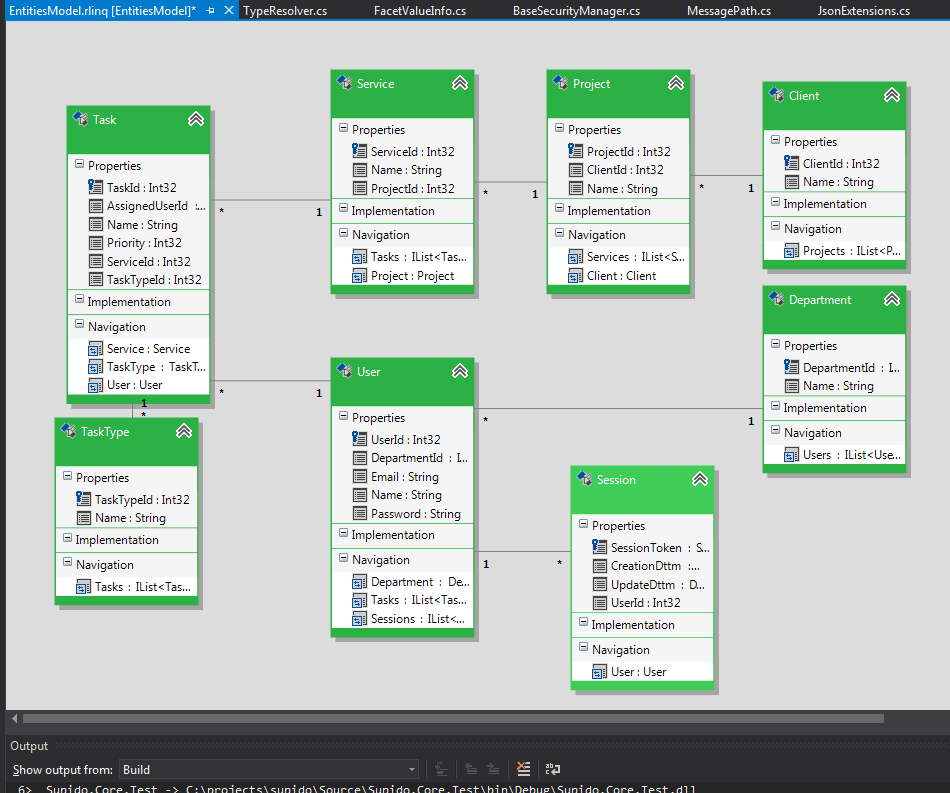 EntitiesModel.rlinq [EntitiesModel]*
TypeResolver.cs
FacetValueInfo.cs
BaseSecurityManager.cs
MessagePath.cs
JsonExtensions.cs
Task
Properties
TaskId : Int32
AssignedUserId :...
Name : String
Priority : Int32
ServiceId : Int32
TaskTypeId : Int32
Implementation
Navigation
Service : Service
TaskType : TaskT...
User : User
* 1
* 1
1
*
TaskType
Properties
TaskTypeId : Int32
Name : String
Implementation
Navigation
Tasks : IList<Tas...
Service
Properties
ServiceId : Int32
Name : String
ProjectId : Int32
Implementation
Navigation
Tasks : IList<Tas...
Project : Project
* 1
Project
Properties
ProjectId : Int32
ClientId : Int32
Name : String
Implementation
Navigation
Services : IList<S...
Client : Client
* 1
Client
Properties
ClientId : Int32
Name : String
Implementation
Navigation
Projects : IList<P...
User
Properties
UserId : Int32
DepartmentId : I...
Email : String
Name : String
Password : String
Implementation
Navigation
Department : De...
Tasks : IList<Tas...
Sessions : IList<...
* 1
1 *
Department
Properties
DepartmentId : I...
Name : String
Implementation
Navigation
Users : IList<Use...
Session
Properties
SessionToken : S...
CreationDttm :...
UpdateDttm : D...
UserId : Int32
Implementation
Navigation
User : User
Output
Show output from: Build
6> Sunido.Core.Test -> C:\projects\sunido\Source\Sunido.Core.Test\bin\Debug\Sunido.Core.Test.dll